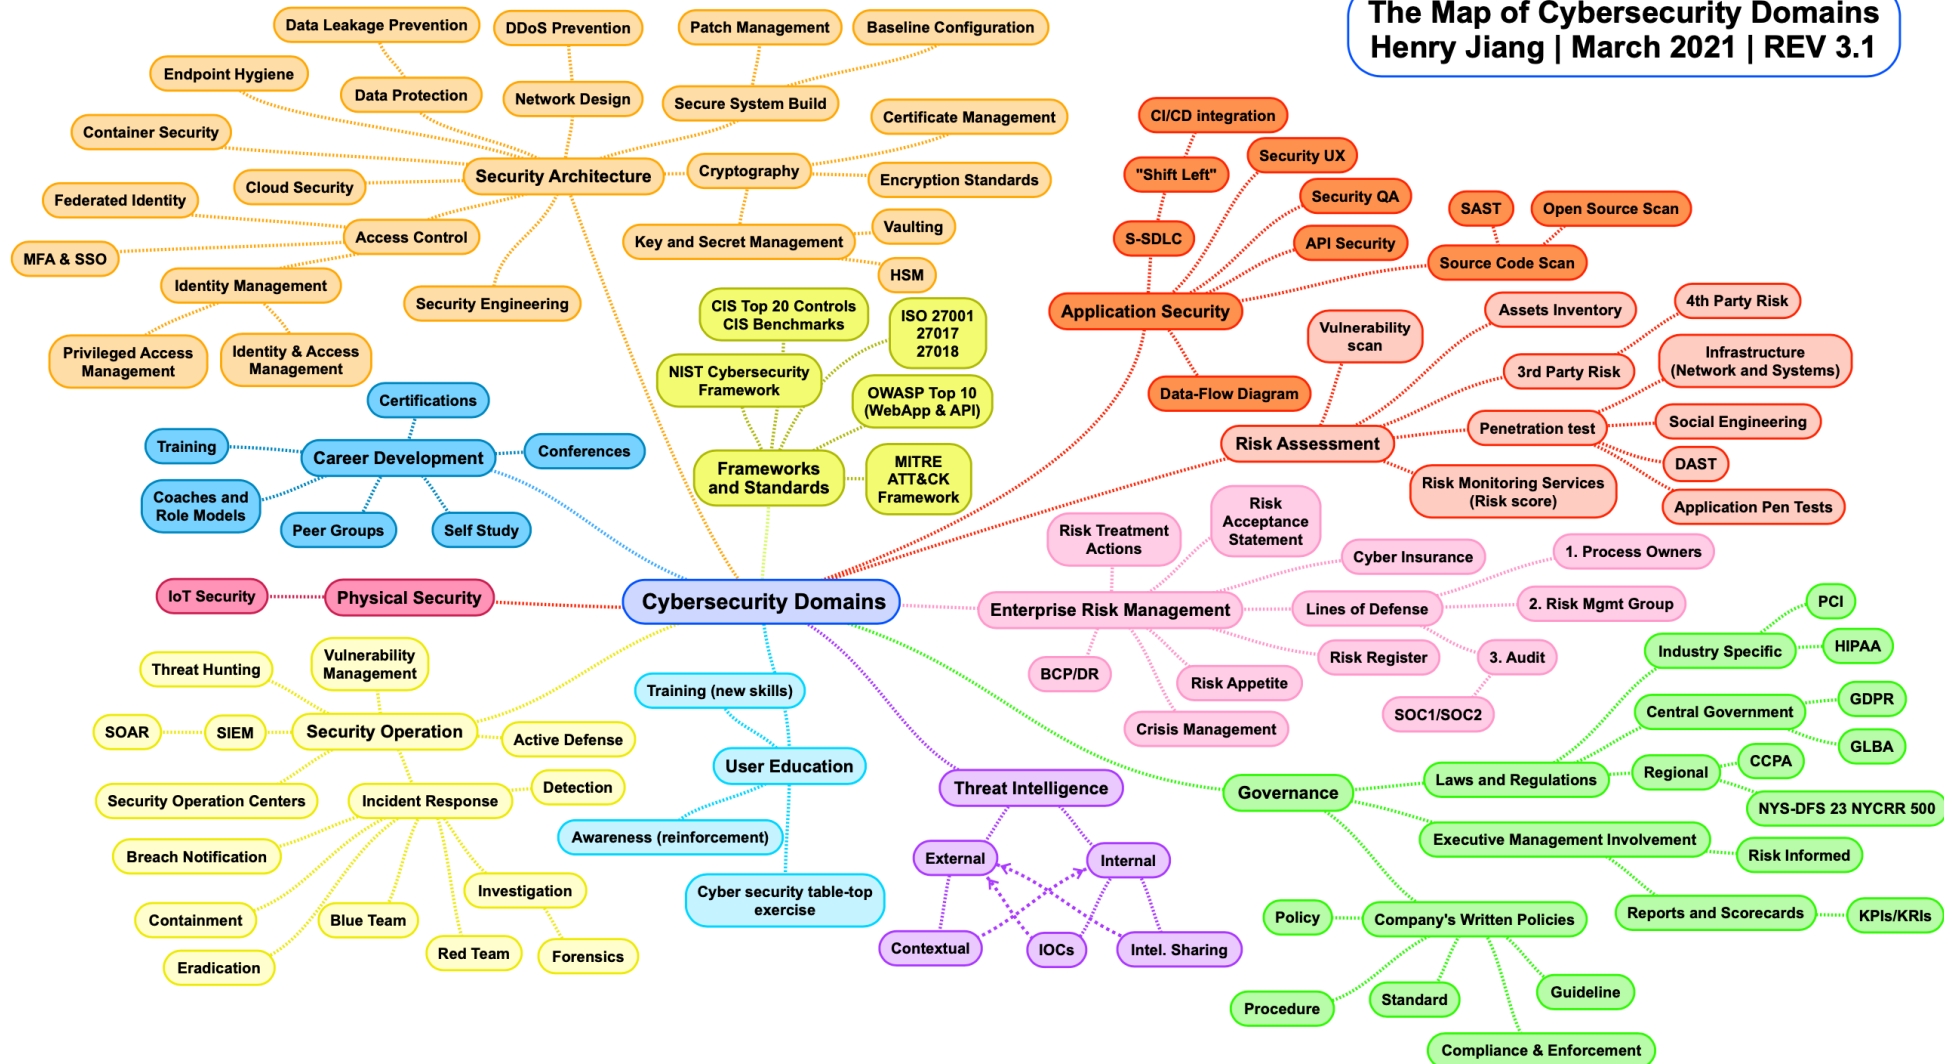 The Map of Cybersecurity Domains
Henry Jiang | March 2021 | REV 3.1
Data Leakage Prevention
DDoS Prevention
Patch Management
Baseline Configuration
Endpoint Hygiene
Data Protection
Network Design
Secure System Build
Certificate Management
Container Security
Security Architecture
Cryptography
Encryption Standards
Cloud Security
Federated Identity
Access Control
Key and Secret Management
Vaulting
HSM
MFA & SSO
Identity Management
Security Engineering
Privileged Access
Management
Identity & Access
Management
CI/CD integration
Security UX
"Shift Left"
Security QA
SAST
Open Source Scan
S-SDLC
API Security
Source Code Scan
Application Security
Data-Flow Diagram
CIS Top 20 Controls
CIS Benchmarks
ISO 27001
27017
27018
NIST Cybersecurity
Framework
OWASP Top 10
(WebApp & API)
Frameworks
and Standards
MITRE
ATT&CK
Framework
Vulnerability
scan
Assets Inventory
4th Party Risk
3rd Party Risk
Infrastructure
(Network and Systems)
Risk Assessment
Penetration test
Social Engineering
DAST
Risk Monitoring Services
(Risk score)
Application Pen Tests
Certifications
Training
Career Development
Conferences
Coaches and
Role Models
Peer Groups
Self Study
IoT Security
Physical Security
Cybersecurity Domains
Risk Treatment
Actions
Risk
Acceptance
Statement
Cyber Insurance
1. Process Owners
Enterprise Risk Management
Lines of Defense
2. Risk Mgmt Group
BCP/DR
Risk Appetite
Risk Register
3. Audit
Crisis Management
SOC1/SOC2
PCI
Industry Specific
HIPAA
Central Government
GDPR
GLBA
Laws and Regulations
Regional
CCPA
NYS-DFS 23 NYCRR 500
Governance
Executive Management Involvement
Risk Informed
Reports and Scorecards
KPIs/KRIs
Policy
Company's Written Policies
Procedure
Standard
Guideline
Compliance & Enforcement
Threat Hunting
Vulnerability
Management
SOAR
SIEM
Security Operation
Active Defense
Security Operation Centers
Incident Response
Detection
Breach Notification
Investigation
Containment
Blue Team
Red Team
Forensics
Eradication
Training (new skills)
User Education
Awareness (reinforcement)
Cyber security table-top
exercise
Threat Intelligence
External
Internal
Contextual
IOCs
Intel. Sharing